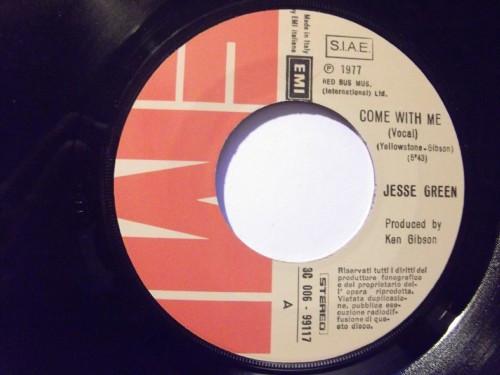 EMI
Made in Italy
by EMI italiana
EMI
S.I.A.E.
Ⓟ 1977
RED BUS MUS.
(International) Ltd.
COME WITH ME
(Vocal)
(Yellowstone-Gibson)
(5'43)
JESSE GREEN
Produced by
Ken Gibson
3C 006 - 99117
STEREO
A
Riservati tutti i diritti del
produttore fonografico
e del proprietario del-
l' opera riprodotta.
Vietata duplicazio-
ne, pubblica ese-
cuzione radiodif-
fusione di que-
sto disco.